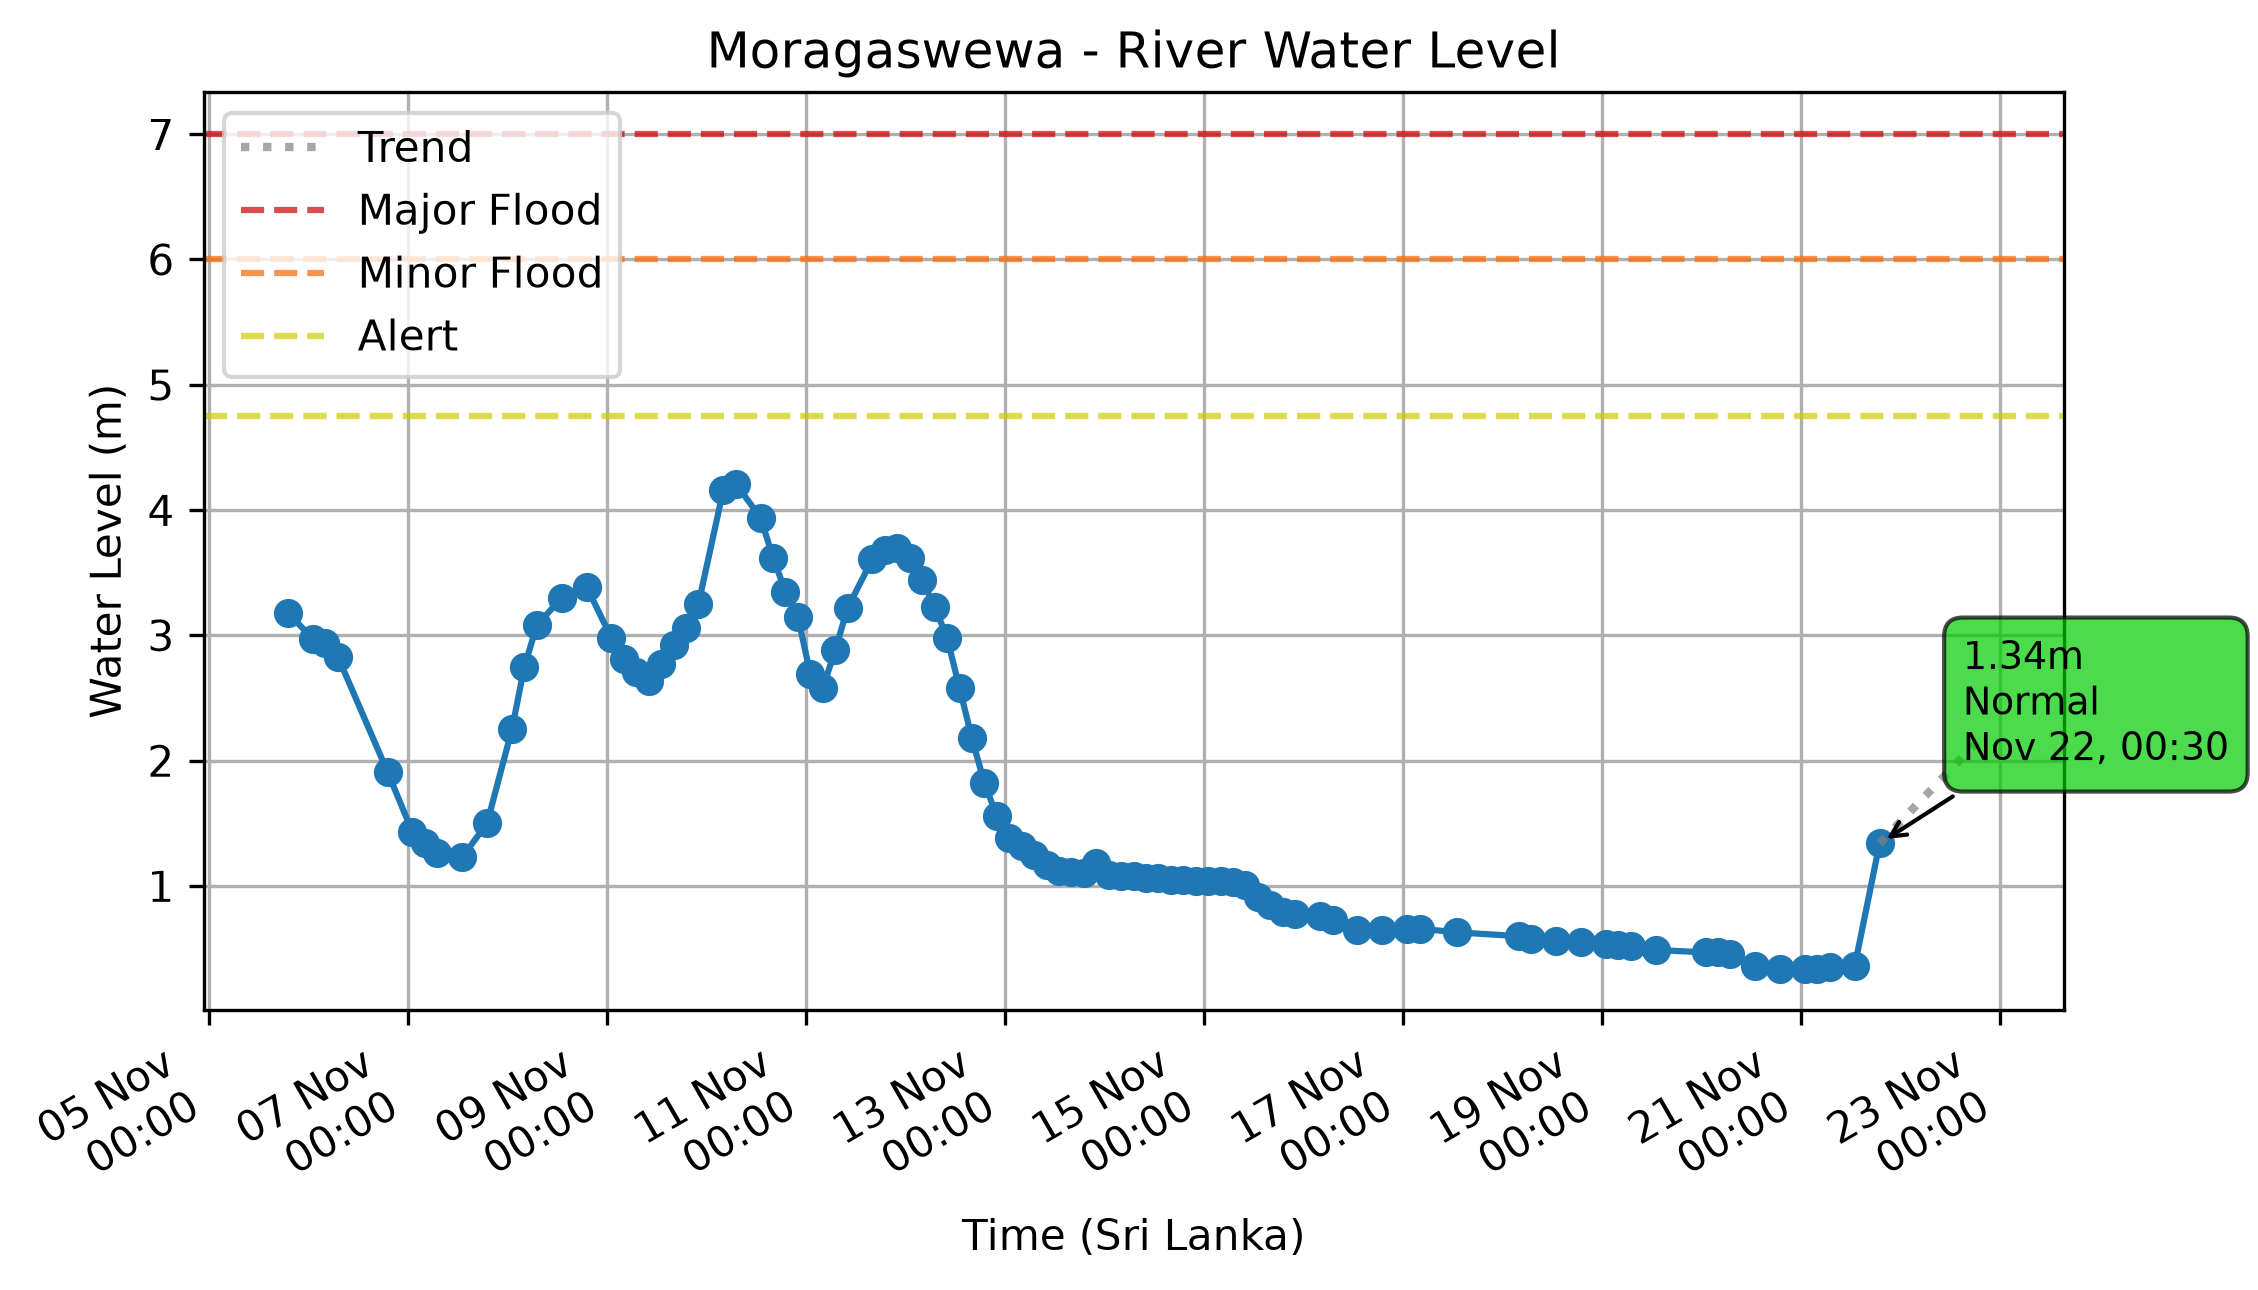 Moragaswewa - River Water Level
Trend
Major Flood
Minor Flood
Alert
Water Level (m)
7
6
5
4
3
2
1
1.34m
Normal
Nov 22, 00:30
05 Nov
00:00
07 Nov
00:00
09 Nov
00:00
11 Nov
00:00
13 Nov
00:00
15 Nov
00:00
17 Nov
00:00
19 Nov
00:00
21 Nov
00:00
23 Nov
00:00
Time (Sri Lanka)